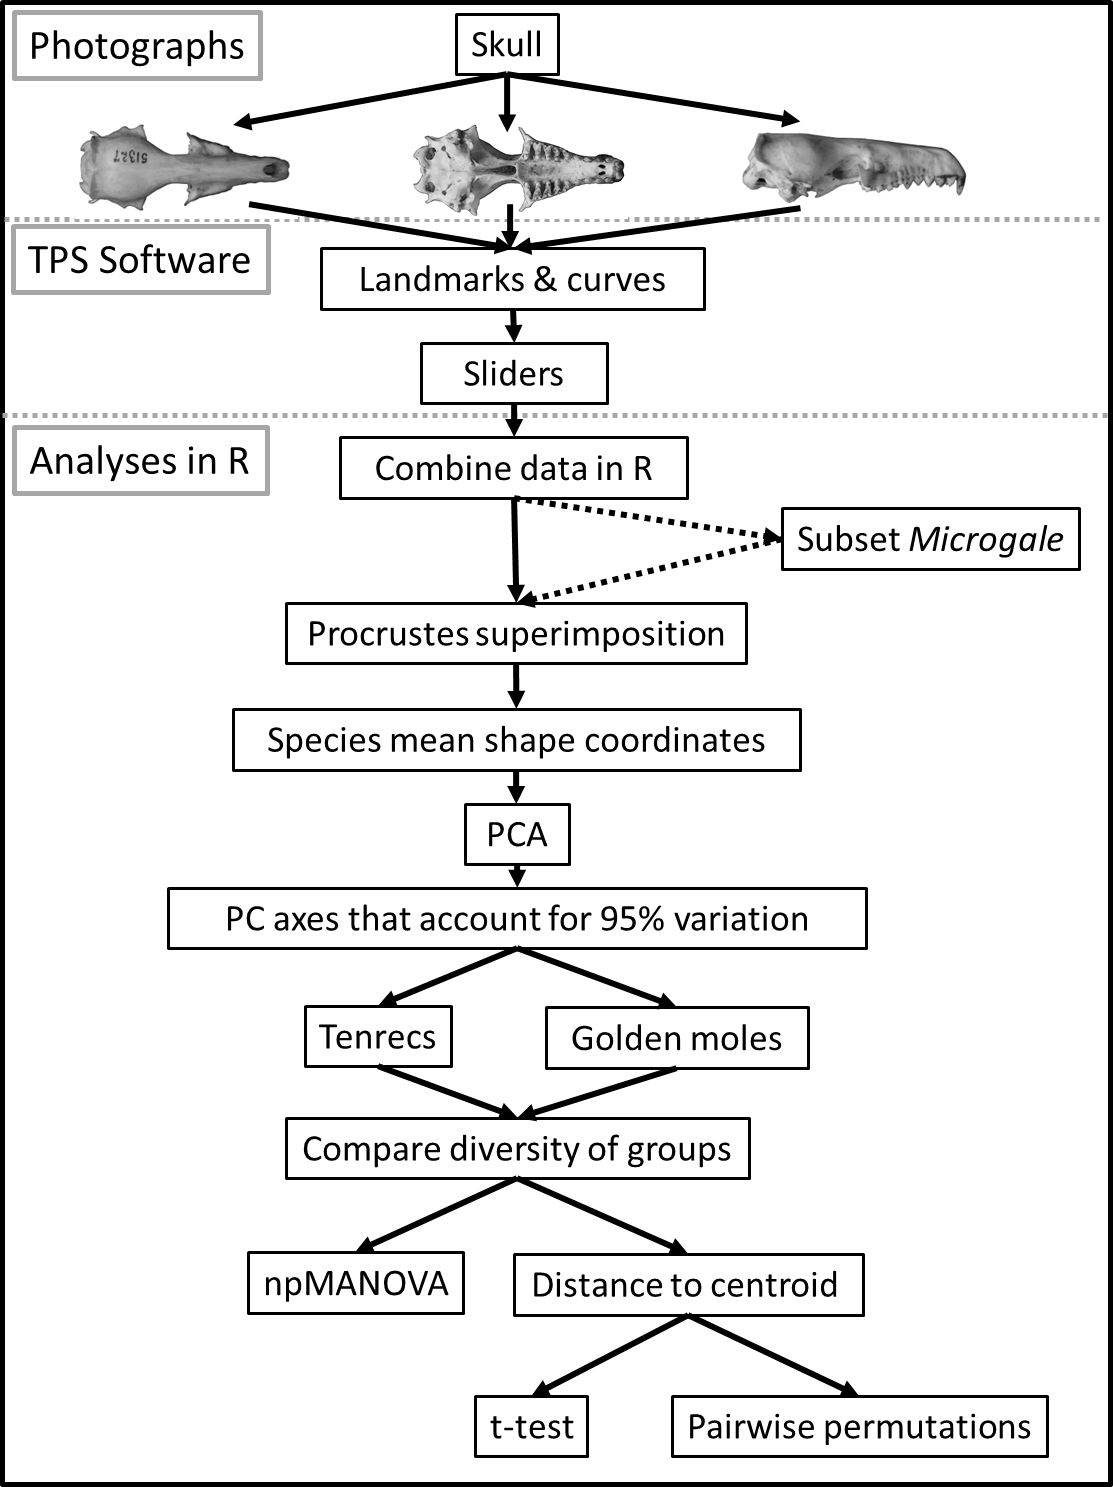 Photographs
Skull
51327
TPS Software
Landmarks & curves
Sliders
Analyses in R
Combine data in R
Subset Microgale
Procrustes superimposition
Species mean shape coordinates
PCA
PC axes that account for 95% variation
Tenrecs
Golden moles
Compare diversity of groups
npMANOVA
Distance to centroid
t-test
Pairwise permutations